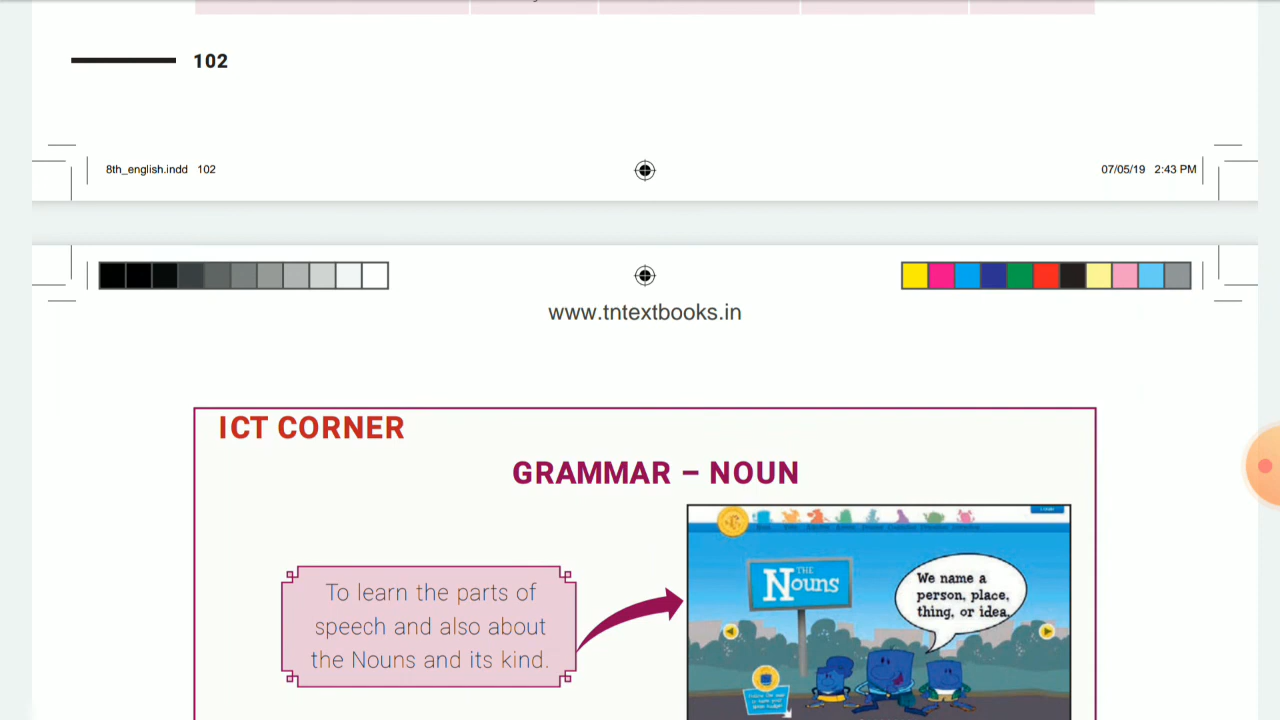 102
8th_english.indd 102
07/05/19 2:43 PM
www.tntextbooks.in
ICT CORNER
GRAMMAR – NOUN
To learn the parts of
speech and also about
the Nouns and its kind.
THE
Nouns
We name a
person, place,
thing, or idea.